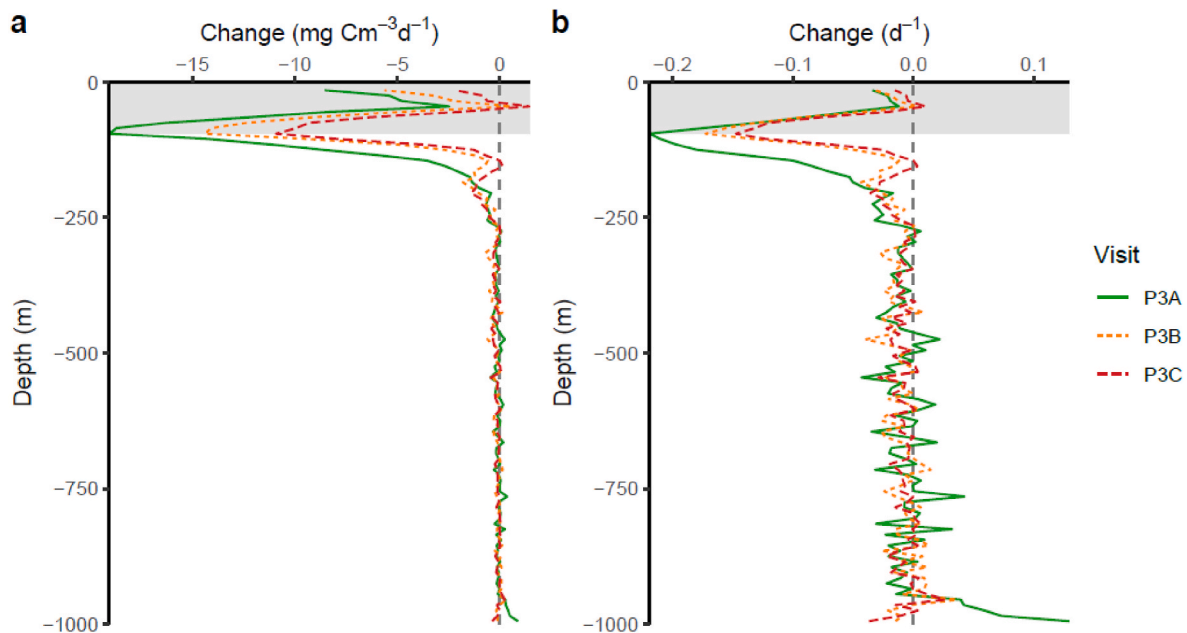 a
Change (mg Cm⁻³d⁻¹)
−15 −10 −5 0
0
−250
−500
−750
−1000
Depth (m)
b
Change (d⁻¹)
−0.2 −0.1 0.0 0.1
0
−250
−500
−750
−1000
Depth (m)
Visit
P3A
P3B
P3C